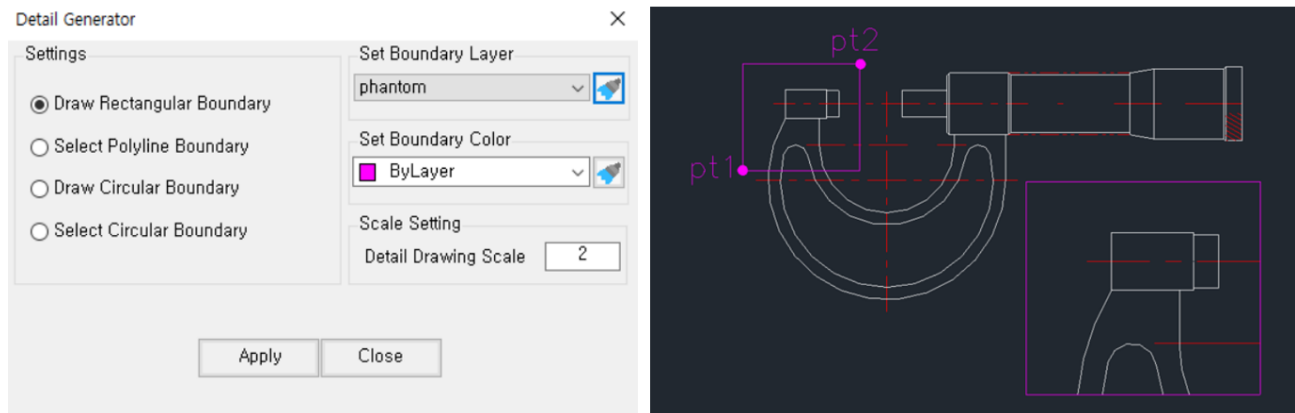 Detail Generator
Settings
Draw Rectangular Boundary
Select Polyline Boundary
Draw Circular Boundary
Select Circular Boundary
Set Boundary Layer
phantom
Set Boundary Color
ByLayer
Scale Setting
Detail Drawing Scale 2
Apply Close
pt2
pt1